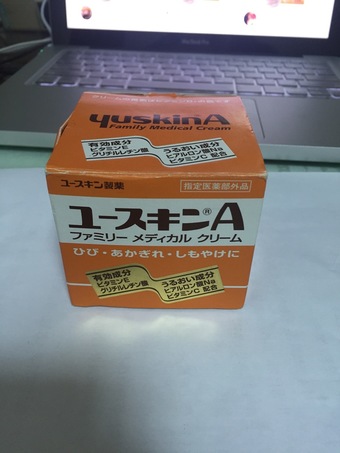 yuskinA
Family Medical Cream
有効成分
ビタミンE
グリチルレチン酸
うるおい成分
ヒアルロン酸Na
ビタミンC 配合
ユースキン製薬
指定医薬部外品
ユースキン®A
ファミリー メディカル クリーム
ひび・あかぎれ・しもやけに
有効成分
ビタミンE
グリチルレチン酸
うるおい成分
ヒアルロン酸Na
ビタミンC 配合